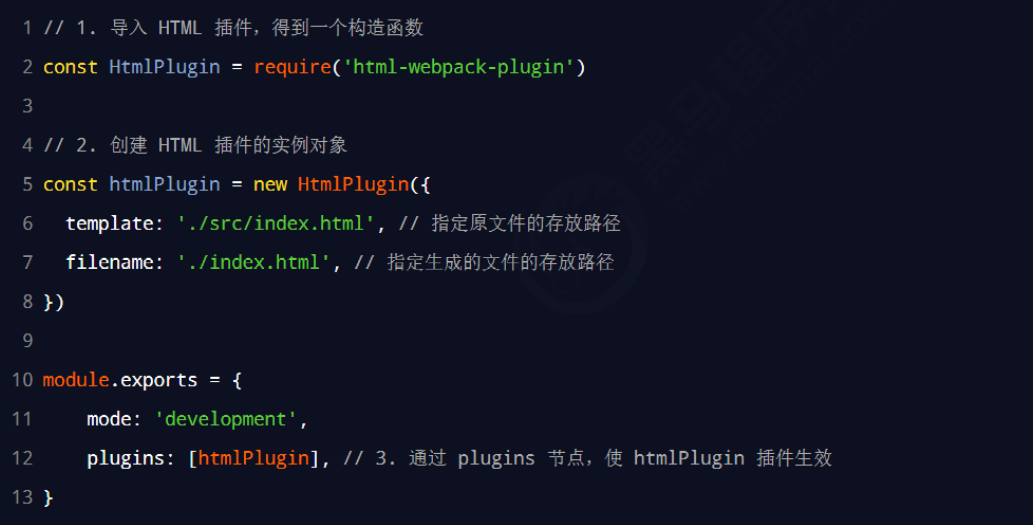 1 // 1. 导入 HTML 插件，得到一个构造函数
2 const HtmlPlugin = require('html-webpack-plugin')
3
4 // 2. 创建 HTML 插件的实例对象
5 const htmlPlugin = new HtmlPlugin({
6   template: './src/index.html', // 指定原文件的存放路径
7   filename: './index.html', // 指定生成的文件的存放路径
8 })
9
10 module.exports = {
11     mode: 'development',
12     plugins: [htmlPlugin], // 3. 通过 plugins 节点，使 htmlPlugin 插件生效
13 }